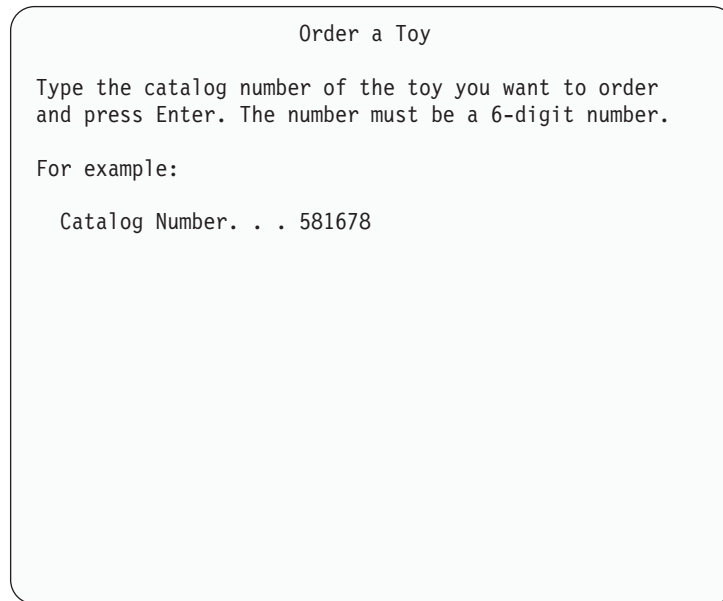 Order a Toy
Type the catalog number of the toy you want to order
and press Enter. The number must be a 6-digit number.
For example:
Catalog Number. . . 581678